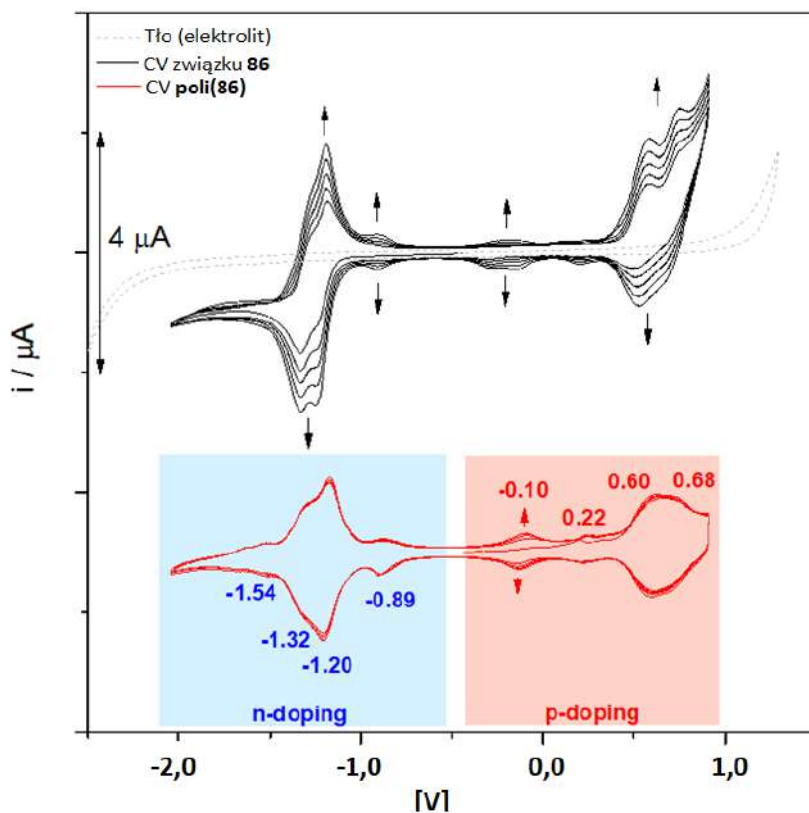 Tło (elektrolit)
CV związku 86
CV poli(86)
4 µA
i / µA
-0.10
0.60
0.68
0.22
-1.54
-0.89
-1.32
-1.20
n-doping
p-doping
-2,0
-1,0
0,0
1,0
[V]